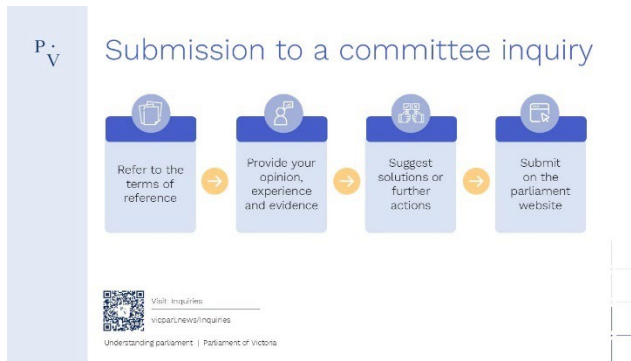 P.
V
Submission to a committee inquiry
Refer to the
terms of
reference
Provide your
opinion,
experience
and evidence
Suggest
solutions or
further
actions
Submit
on the
parliament
website
Visit: Inquiries
vicparl.news/inquiries
Understanding parliament | Parliament of Victoria